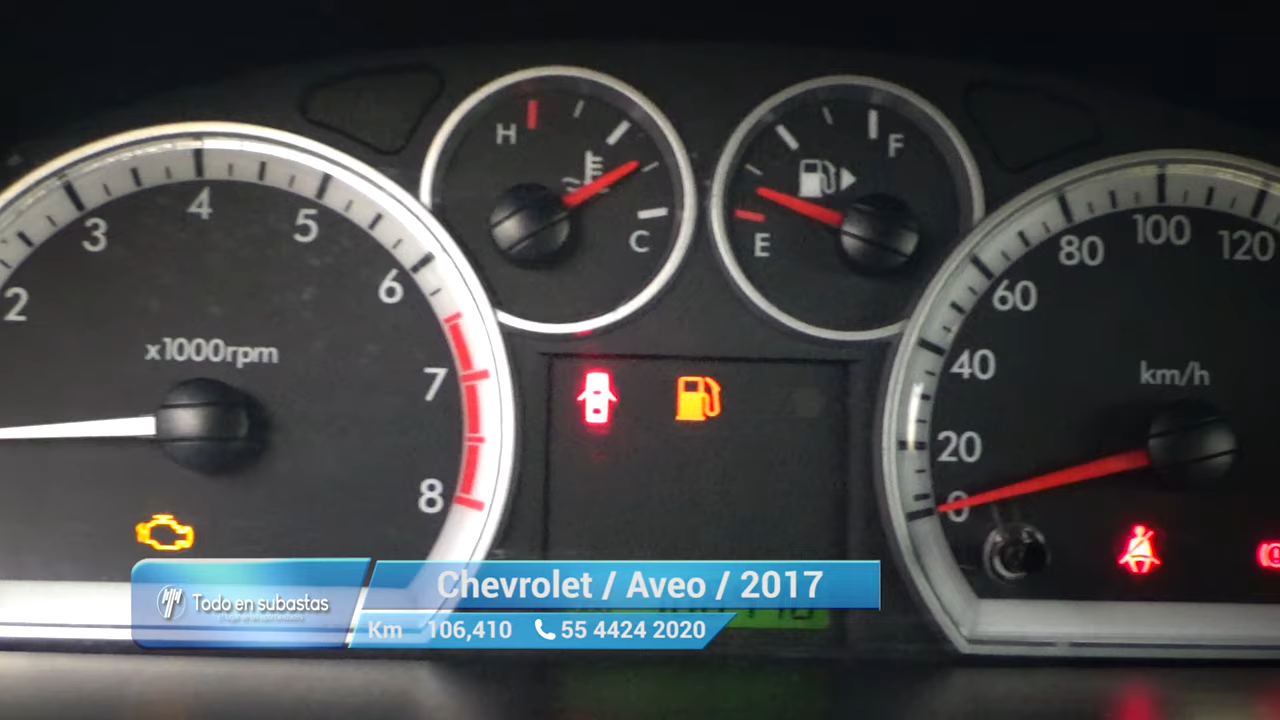 H
C
F
E
2
3
4
5
6
7
8
x1000rpm
0
20
40
60
80
100
120
km/h
Chevrolet / Aveo / 2017
Todo en subastas
Km 106,410 55 4424 2020